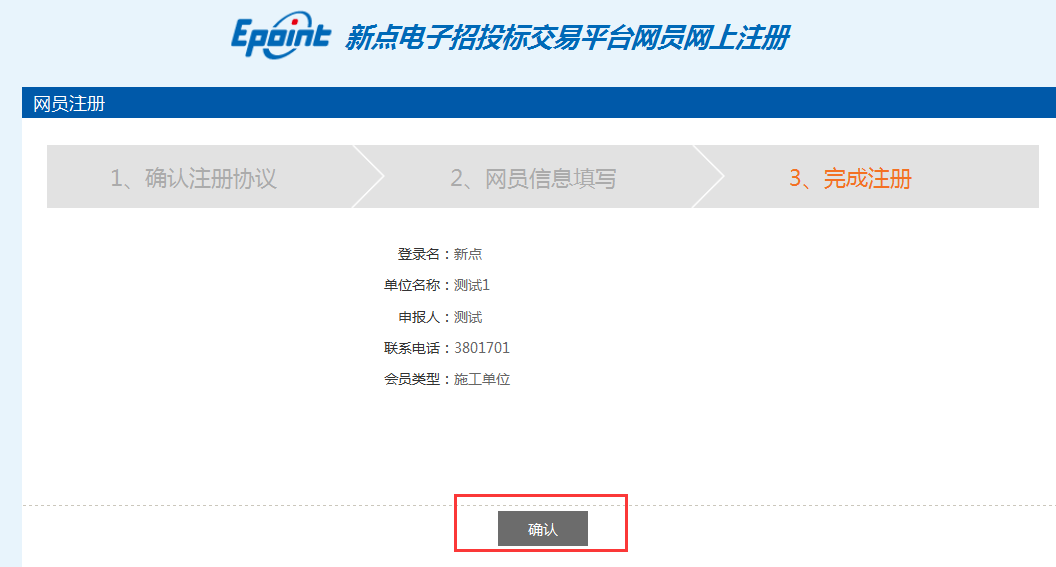 Epoint 新点电子招投标交易平台网员网上注册
网员注册
1、确认注册协议 2、网员信息填写 3、完成注册
登录名：新点
单位名称：测试1
申报人：测试
联系电话：3801701
会员类型：施工单位
确认